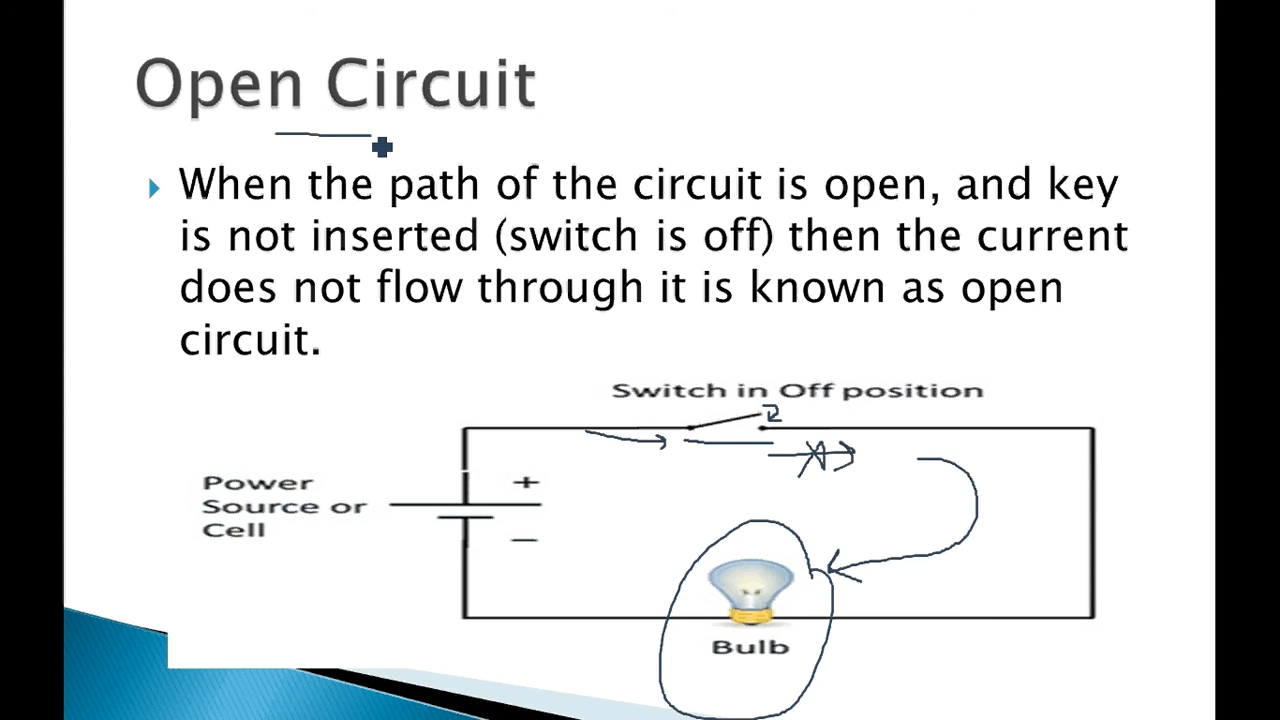 Open Circuit
When the path of the circuit is open, and key
is not inserted (switch is off) then the current
does not flow through it is known as open
circuit.
Switch in Off position
Power
Source or
Cell
+
–
Bulb